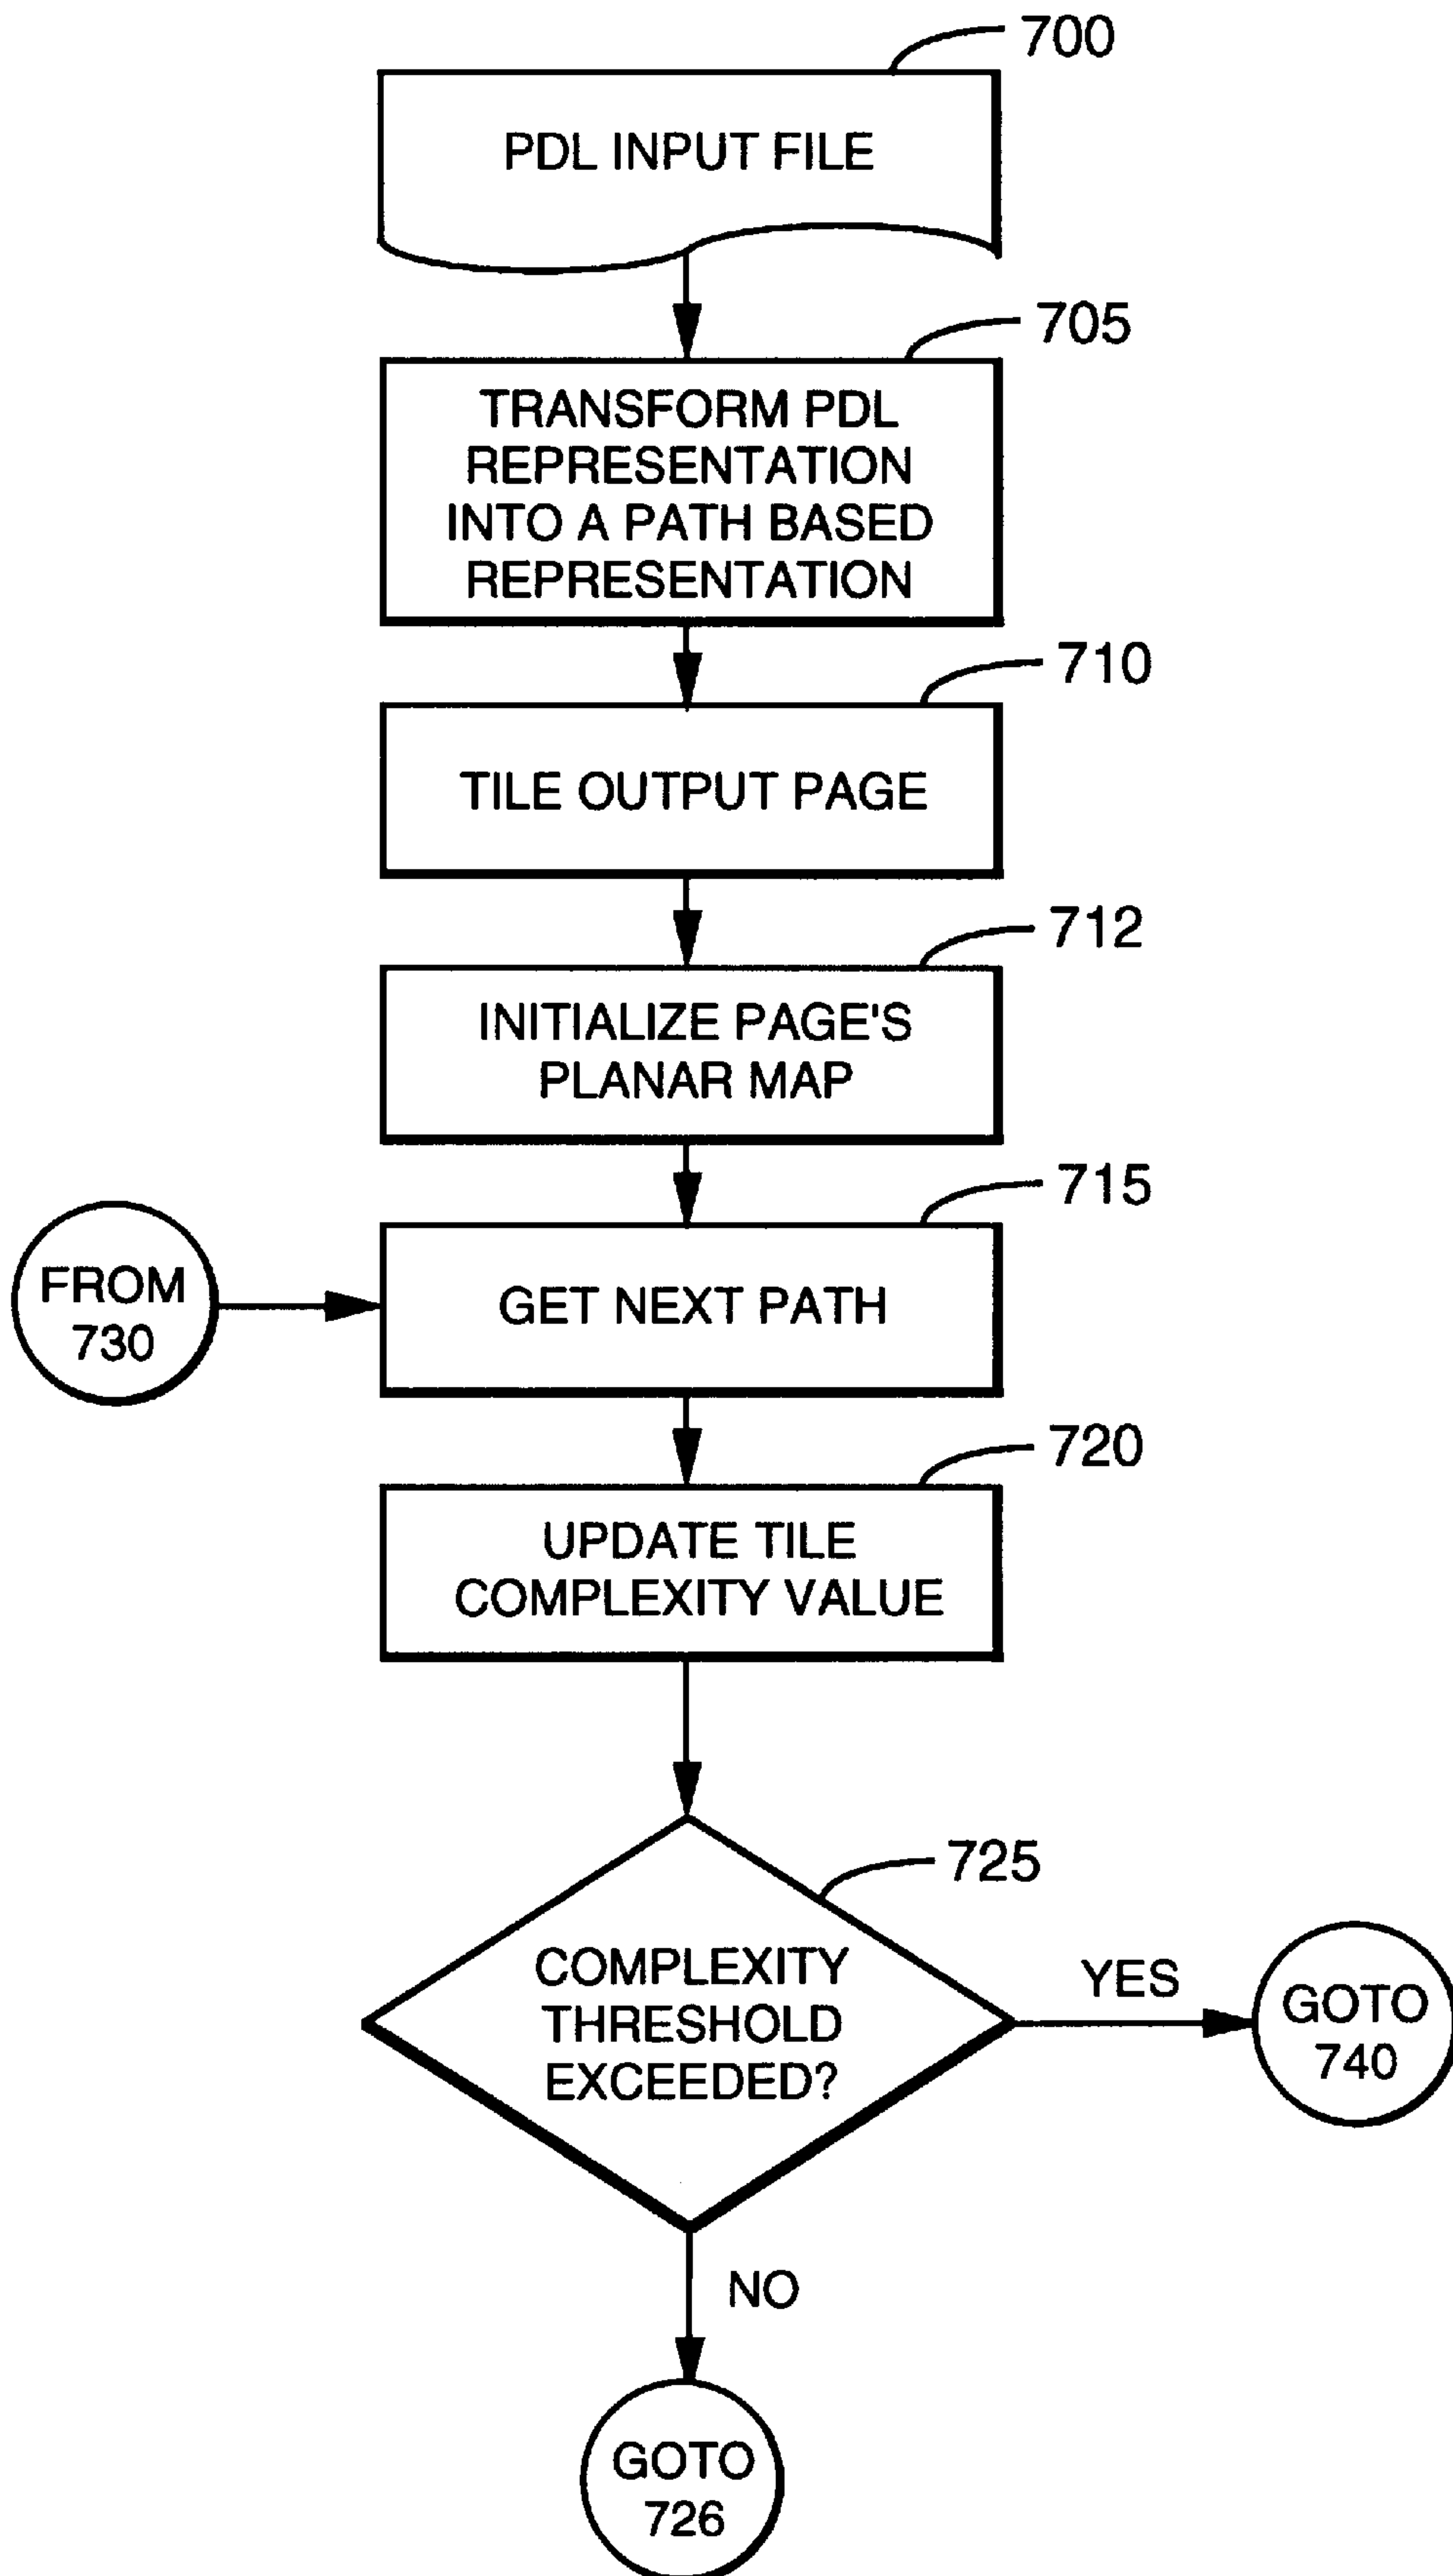 700
PDL INPUT FILE
705
TRANSFORM PDL
REPRESENTATION
INTO A PATH BASED
REPRESENTATION
710
TILE OUTPUT PAGE
712
INITIALIZE PAGE'S
PLANAR MAP
715
FROM
730
GET NEXT PATH
720
UPDATE TILE
COMPLEXITY VALUE
725
COMPLEXITY
THRESHOLD
EXCEEDED?
YES
GOTO
740
NO
GOTO
726